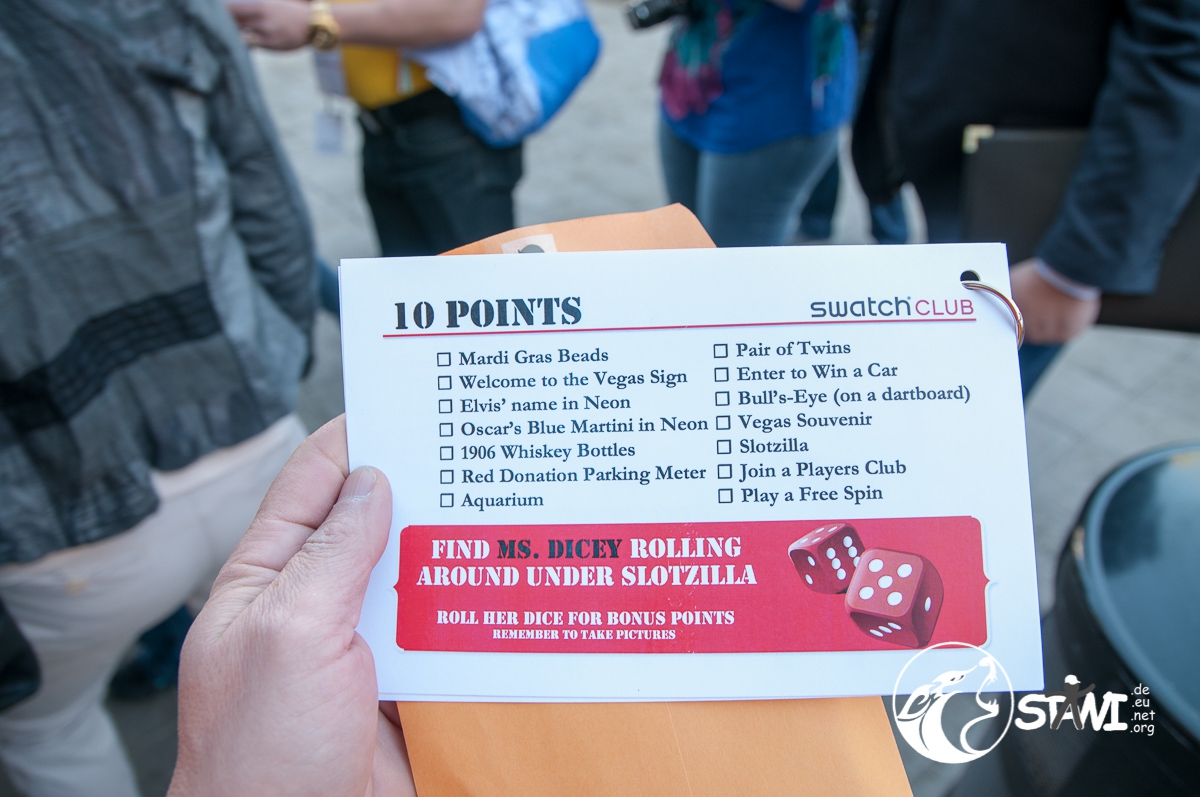 10 POINTS
swatch CLUB
☐ Mardi Gras Beads
☐ Welcome to the Vegas Sign
☐ Elvis' name in Neon
☐ Oscar's Blue Martini in Neon
☐ 1906 Whiskey Bottles
☐ Red Donation Parking Meter
☐ Aquarium
☐ Pair of Twins
☐ Enter to Win a Car
☐ Bull's-Eye (on a dartboard)
☐ Vegas Souvenir
☐ Slotzilla
☐ Join a Players Club
☐ Play a Free Spin
FIND MS. DICEY ROLLING
AROUND UNDER SLOTZILLA
ROLL HER DICE FOR BONUS POINTS
REMEMBER TO TAKE PICTURES
STAWI
.de
.eu
.net
.org